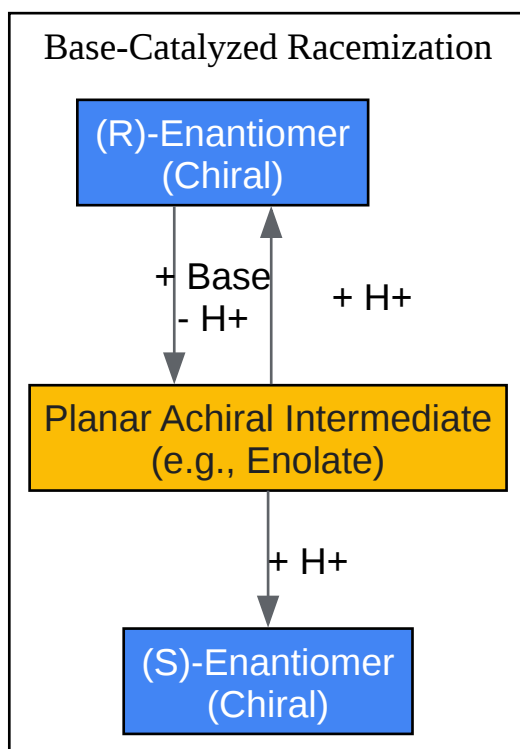 Base-Catalyzed Racemization
(R)-Enantiomer
(Chiral)
+ Base
- H+
+ H+
Planar Achiral Intermediate
(e.g., Enolate)
+ H+
(S)-Enantiomer
(Chiral)